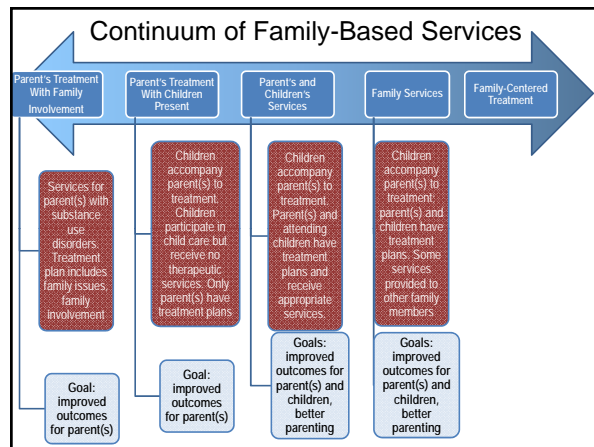 Continuum of Family-Based Services
Parent's Treatment
With Family
Involvement
Parent's Treatment
With Children
Present
Parent's and
Children's
Services
Family Services
Family-Centered
Treatment
Services for
parent(s) with
substance
use
disorders.
Treatment
plan includes
family issues,
family
involvement
Children
accompany
parent(s) to
treatment.
Children
participate in
child care but
receive no
therapeutic
services. Only
parent(s) have
treatment plans
Children
accompany
parent(s) to
treatment.
Parent(s) and
attending
children have
treatment
plans and
receive
appropriate
services.
Children
accompany
parent(s) to
treatment;
parent(s) and
children have
treatment
plans. Some
services
provided to
other family
members
Goal:
improved
outcomes
for parent(s)
Goal:
improved
outcomes
for parent(s)
Goals:
improved
outcomes for
parent(s) and
children,
better
parenting
Goals:
improved
outcomes for
parent(s) and
children,
better
parenting